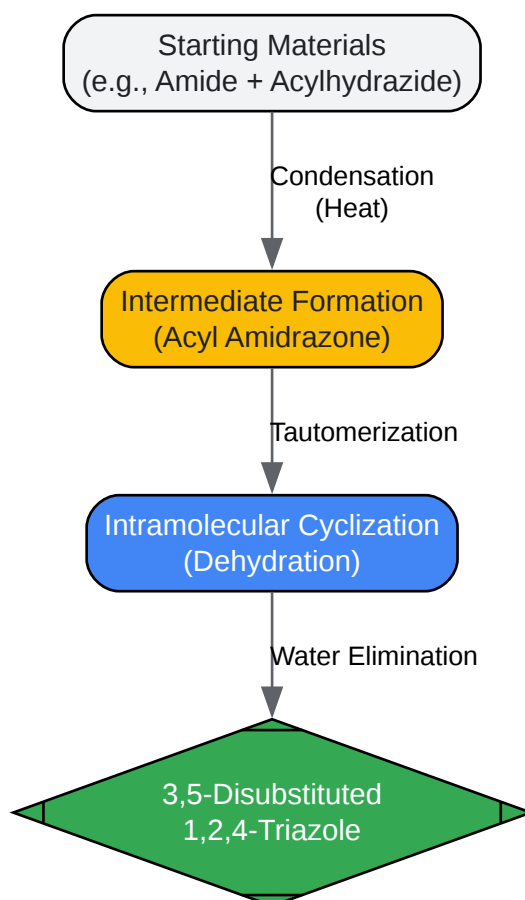 Starting Materials
(e.g., Amide + Acylhydrazide)
Condensation
(Heat)
Intermediate Formation
(Acyl Amidrazone)
Tautomerization
Intramolecular Cyclization
(Dehydration)
Water Elimination
3,5-Disubstituted
1,2,4-Triazole